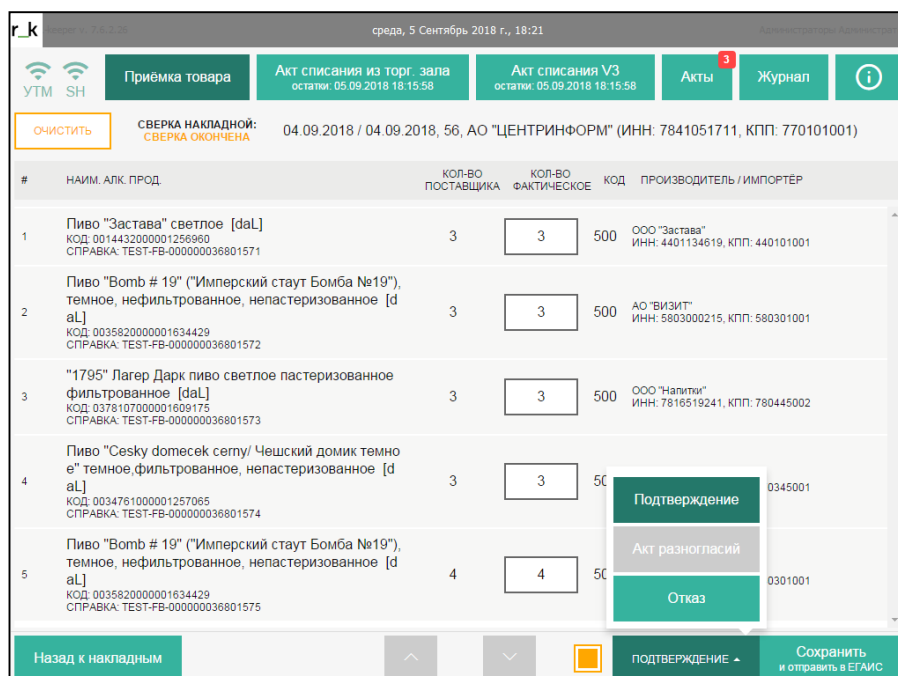 r_k
r_keeper v. 7.6.2.26
среда, 5 Сентябрь 2018 г., 18:21
УТМ SH
Приёмка товара
Акт списания из торг. зала
остатки: 05.09.2018 18:15:58
Акт списания V3
остатки: 05.09.2018 18:15:58
Акты
3
Журнал
ОЧИСТИТЬ
СВЕРКА НАКЛАДНОЙ:
СВЕРКА ОКОНЧЕНА
04.09.2018 / 04.09.2018, 56, АО "ЦЕНТРИНФОРМ" (ИНН: 7841051711, КПП: 770101001)
# НАИМ. АЛК. ПРОД. КОЛ-ВО ПОСТАВЩИКА КОЛ-ВО ФАКТИЧЕСКОЕ КОД ПРОИЗВОДИТЕЛЬ / ИМПОРТЁР
1 Пиво "Застава" светлое [daL] 3 3 500 ООО "Застава"
КОД: 0014432000001256960 ИНН: 4401134619, КПП: 440101001
СПРАВКА: TEST-FB-000000036801571
Пиво "Bomb # 19" ("Имперский стаут Бомба №19"),
темное, нефильтрованное, непастеризованное [d
2 aL] 3 3 500 АО "ВИЗИТ"
КОД: 0035820000001634429 ИНН: 5803000215, КПП: 580301001
СПРАВКА: TEST-FB-000000036801572
"1795" Лагер Дарк пиво светлое пастеризованное
3 фильтрованное [daL] 3 3 500 ООО "Напитки"
КОД: 0378107000001609175 ИНН: 7816519241, КПП: 780445002
СПРАВКА: TEST-FB-000000036801573
Пиво "Cesky domecek cerny/ Чешский домик темно
е" темное,фильтрованное, непастеризованное [d
4 aL] 3 3 50 0345001
КОД: 0034761000001257065
СПРАВКА: TEST-FB-000000036801574
Пиво "Bomb # 19" ("Имперский стаут Бомба №19"),
темное, нефильтрованное, непастеризованное [d
5 aL] 4 4 50 0301001
КОД: 0035820000001634429
СПРАВКА: TEST-FB-000000036801575
Подтверждение
Акт разногласий
Отказ
Назад к накладным
ПОДТВЕРЖДЕНИЕ
Сохранить
и отправить в ЕГАИС